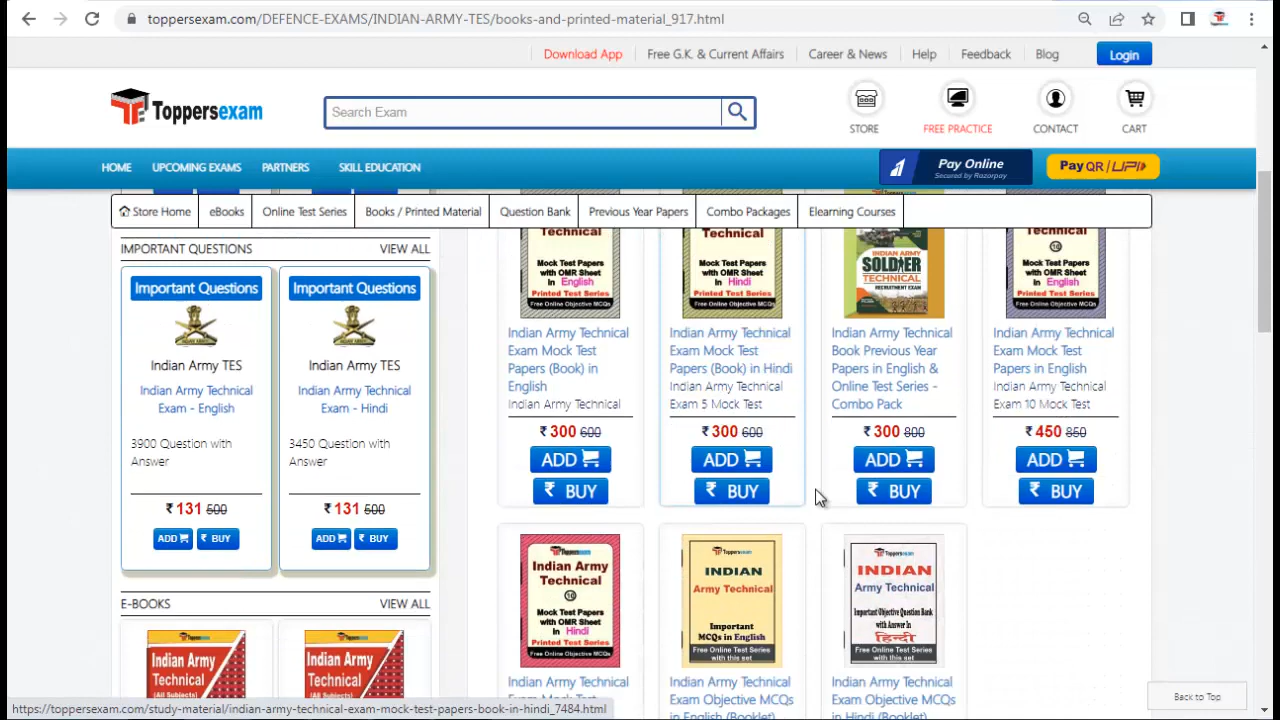 toppersexam.com/DEFENCE-EXAMS/INDIAN-ARMY-TES/books-and-printed-material_917.html
Download App
Free G.K. & Current Affairs
Career & News
Help
Feedback
Blog
Login
Toppersexam
Search Exam
STORE
FREE PRACTICE
CONTACT
CART
HOME
UPCOMING EXAMS
PARTNERS
SKILL EDUCATION
Pay Online
Secured by Razorpay
Pay QR / UPI
Store Home
eBooks
Online Test Series
Books / Printed Material
Question Bank
Previous Year Papers
Combo Packages
Elearning Courses
IMPORTANT QUESTIONS
VIEW ALL
Important Questions
Indian Army TES
Indian Army Technical
Exam - English
3900 Question with
Answer
₹ 131 500
ADD
₹ BUY
Important Questions
Indian Army TES
Indian Army Technical
Exam - Hindi
3450 Question with
Answer
₹ 131 500
ADD
₹ BUY
E-BOOKS
VIEW ALL
Indian Army
Technical
(All Subjects)
Indian Army
Technical
(All Subjects)
Technical
Mock Test Papers
with OMR Sheet
in English
Printed Test Series
Free Online Objective MCQs
Indian Army Technical
Exam Mock Test
Papers (Book) in
English
Indian Army Technical
₹ 300 600
ADD
₹ BUY
Technical
Mock Test Papers
with OMR Sheet
in Hindi
Printed Test Series
Free Online Objective MCQs
Indian Army Technical
Exam Mock Test
Papers (Book) in Hindi
Indian Army Technical
Exam 5 Mock Test
₹ 300 600
ADD
₹ BUY
INDIAN ARMY
SOLDIER
TECHNICAL
RECRUITMENT EXAM
Indian Army Technical
Book Previous Year
Papers in English &
Online Test Series -
Combo Pack
₹ 300 800
ADD
₹ BUY
Technical
10
Mock Test Papers
with OMR Sheet
in English
Printed Test Series
Free Online Objective MCQs
Indian Army Technical
Exam Mock Test
Papers in English
Indian Army Technical
Exam 10 Mock Test
₹ 450 850
ADD
₹ BUY
Toppersexam
Indian Army
Technical
10
Mock Test Papers
with OMR Sheet
in Hindi
Printed Test Series
Free Online Objective MCQs
Indian Army Technical
Exam Mock Test
Toppersexam
INDIAN
Army Technical
Important
MCQs in English
Free Online Test Series
with this set
Indian Army Technical
Exam Objective MCQs
in English (Booklet)
Toppersexam
INDIAN
Army Technical
Important Objective Question Bank
with Answer In
हिन्दी
Free Online Test Series
with this set
Indian Army Technical
Exam Objective MCQs
in Hindi (Booklet)
Back to Top
https://toppersexam.com/study-material/indian-army-technical-exam-mock-test-papers-book-in-hindi_7484.html